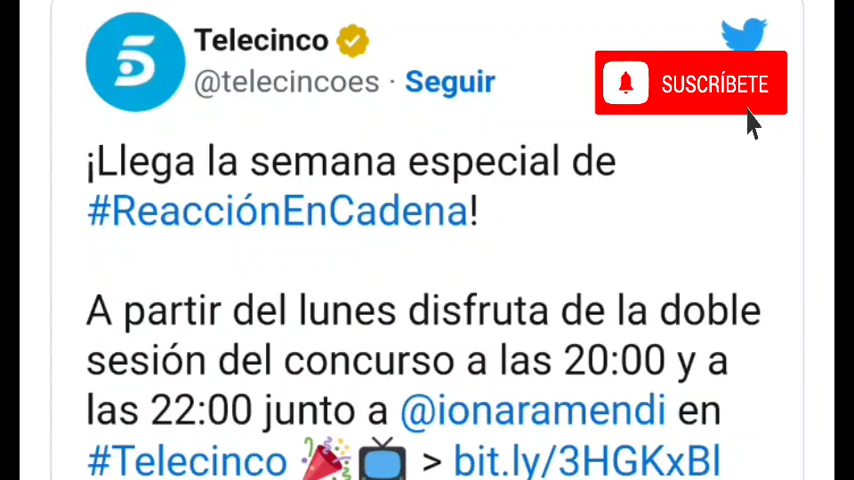 Telecinco
@telecincoes · Seguir
SUSCRÍBETE
¡Llega la semana especial de
#ReacciónEnCadena!
A partir del lunes disfruta de la doble
sesión del concurso a las 20:00 y a
las 22:00 junto a @ionaramendi en
#Telecinco 🎉📺 > bit.ly/3HGKxBl